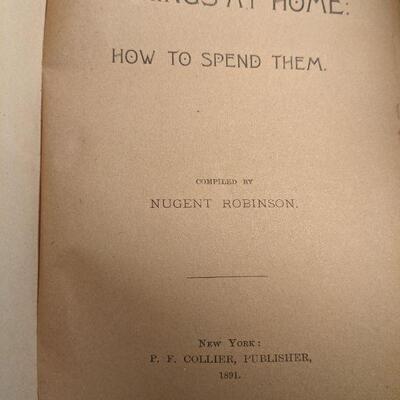 AT HOME:
HOW TO SPEND THEM.
COMPILED BY
NUGENT ROBINSON.
New York:
P. F. COLLIER, PUBLISHER,
1891.